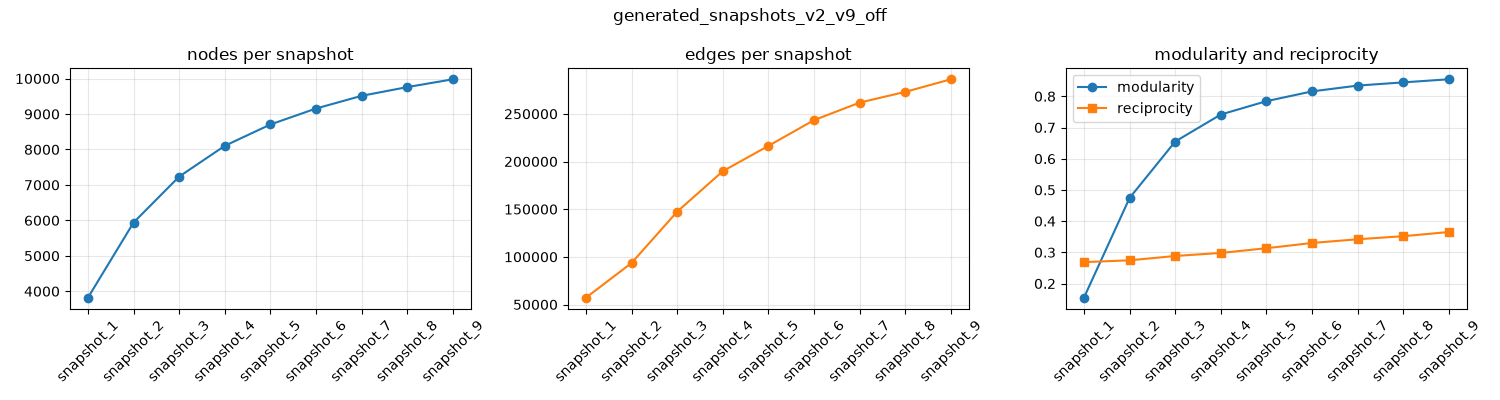 generated_snapshots_v2_v9_off
nodes per snapshot
10000
9000
8000
7000
6000
5000
4000
snapshot_1
snapshot_2
snapshot_3
snapshot_4
snapshot_5
snapshot_6
snapshot_7
snapshot_8
snapshot_9
edges per snapshot
250000
200000
150000
100000
50000
snapshot_1
snapshot_2
snapshot_3
snapshot_4
snapshot_5
snapshot_6
snapshot_7
snapshot_8
snapshot_9
modularity and reciprocity
modularity
reciprocity
0.8
0.7
0.6
0.5
0.4
0.3
0.2
snapshot_1
snapshot_2
snapshot_3
snapshot_4
snapshot_5
snapshot_6
snapshot_7
snapshot_8
snapshot_9